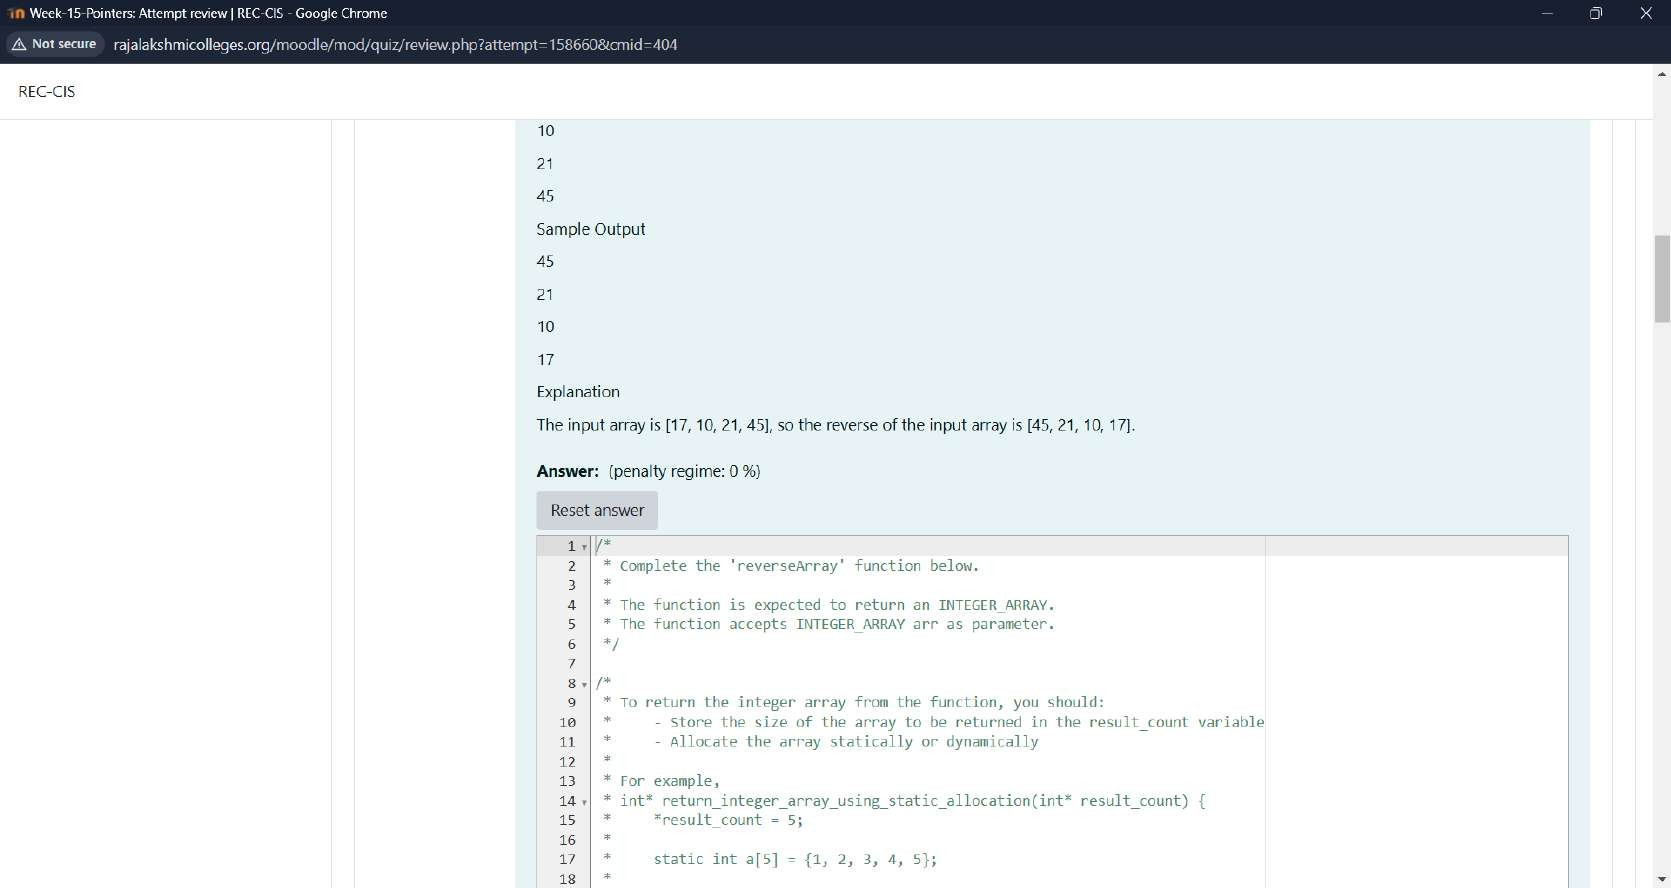 Week-15-Pointers: Attempt review | REC-CIS - Google Chrome
Not secure rajalakshmicolleges.org/moodle/mod/quiz/review.php?attempt=158660&cmid=404
REC-CIS
10
21
45
Sample Output
45
21
10
17
Explanation
The input array is [17, 10, 21, 45], so the reverse of the input array is [45, 21, 10, 17].
Answer: (penalty regime: 0 %)
Reset answer
1 /*
2 * Complete the 'reverseArray' function below.
3 *
4 * The function is expected to return an INTEGER_ARRAY.
5 * The function accepts INTEGER_ARRAY arr as parameter.
6 */
7
8 /*
9 * To return the integer array from the function, you should:
10 *     - Store the size of the array to be returned in the result_count variable
11 *     - Allocate the array statically or dynamically
12 *
13 * For example,
14 * int* return_integer_array_using_static_allocation(int* result_count) {
15 *     *result_count = 5;
16 *
17 *     static int a[5] = {1, 2, 3, 4, 5};
18 *